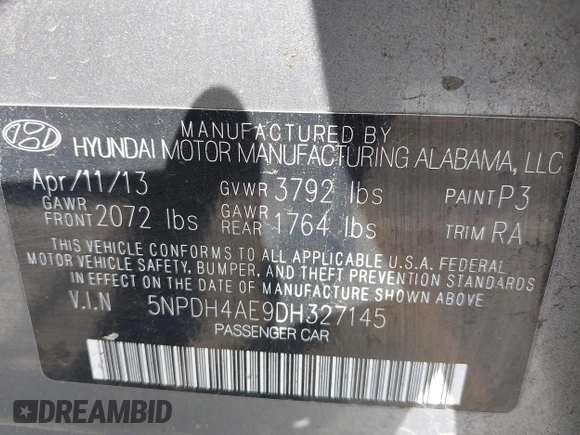 MANUFACTURED BY
HYUNDAI MOTOR MANUFACTURING ALABAMA, LLC
Apr/11/13 GVWR 3792 lbs PAINT P3
GAWR FRONT 2072 lbs GAWR REAR 1764 lbs TRIM RA
THIS VEHICLE CONFORMS TO ALL APPLICABLE U.S.A. FEDERAL
MOTOR VEHICLE SAFETY, BUMPER, AND THEFT PREVENTION STANDARDS
IN EFFECT ON THE DATE OF MANUFACTURE SHOWN ABOVE.
V.I.N 5NPDH4AE9DH327145
PASSENGER CAR
DREAMBID